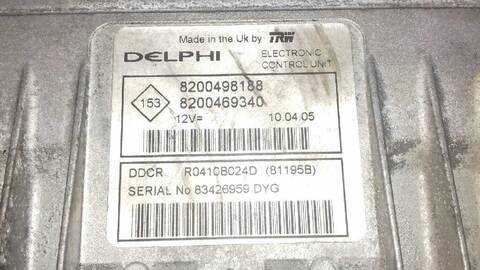 Made in the Uk by TRW
DELPHI ELECTRONIC
CONTROL UNIT
8200498188
153 8200469340
12V= 10.04.05
DDCR R0410B024D (81195B)
SERIAL No 83426959 DYG